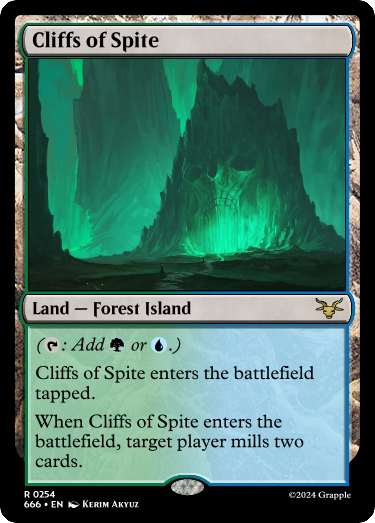 Cliffs of Spite
Land — Forest Island
(: Add or .)
Cliffs of Spite enters the battlefield
tapped.
When Cliffs of Spite enters the
battlefield, target player mills two
cards.
R 0254
666 • EN Kerim Akyuz
©2024 Grapple